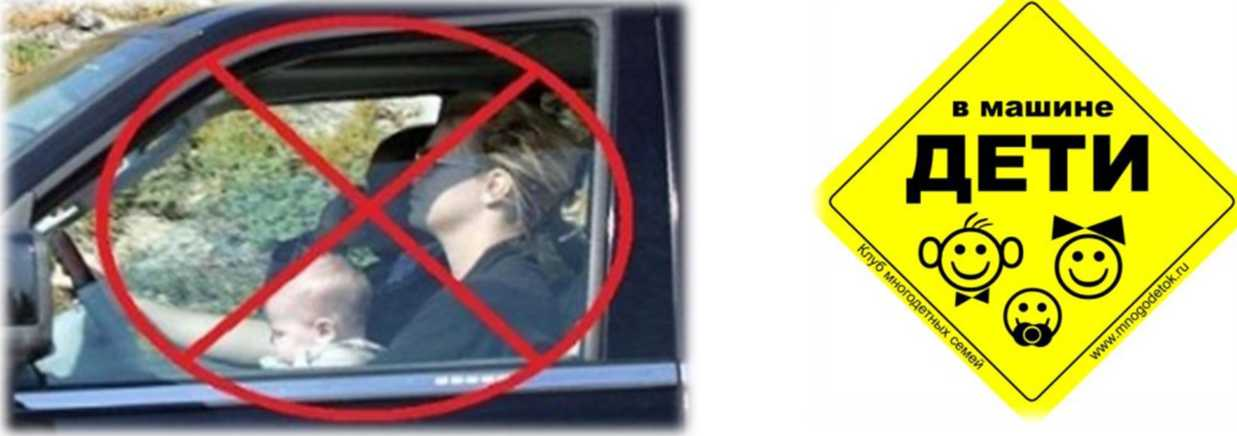 в машине
ДЕТИ
Клуб многодетных семей
www.mnogodetok.ru